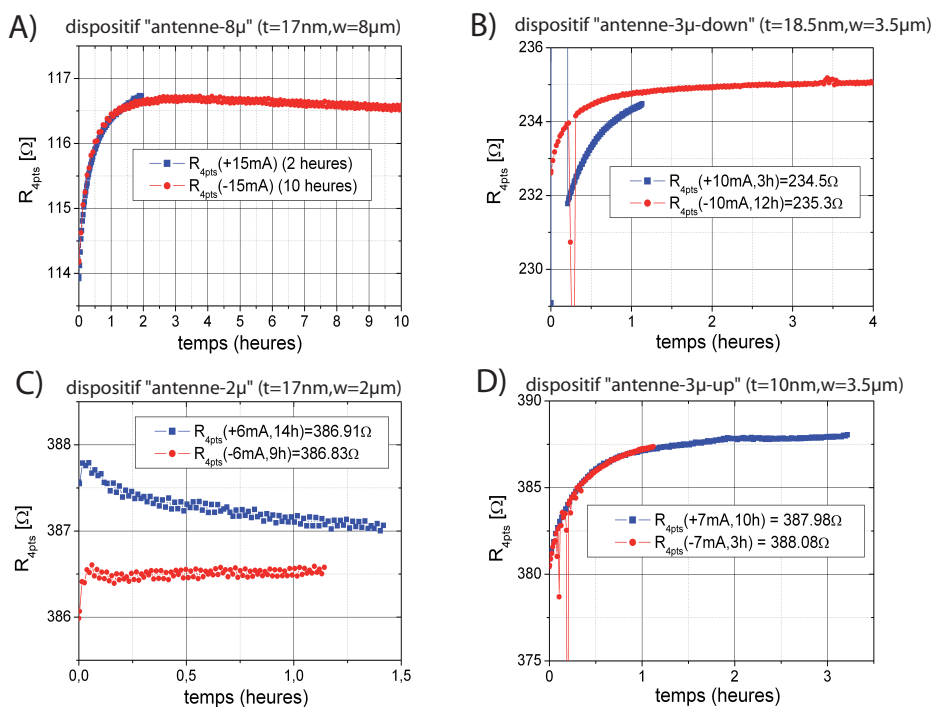 A) dispositif "antenne-8µ" (t=17nm,w=8µm)
117
116
115
114
R4pts [Ω]
R4pts(+15mA) (2 heures)
R4pts(-15mA) (10 heures)
0 1 2 3 4 5 6 7 8 9 10
temps (heures)
B) dispositif "antenne-3µ-down" (t=18.5nm,w=3.5µm)
236
234
232
230
R4pts [Ω]
R4pts(+10mA,3h)=234.5Ω
R4pts(-10mA,12h)=235.3Ω
0 1 2 3 4
temps (heures)
C) dispositif "antenne-2µ" (t=17nm,w=2µm)
388
387
386
R4pts [Ω]
R4pts(+6mA,14h)=386.91Ω
R4pts(-6mA,9h)=386.83Ω
0,0 0,5 1,0 1,5
temps (heures)
D) dispositif "antenne-3µ-up" (t=10nm,w=3.5µm)
390
385
380
375
R4pts [Ω]
R4pts(+7mA,10h) = 387.98Ω
R4pts(-7mA,3h) = 388.08Ω
0 1 2 3
temps (heures)